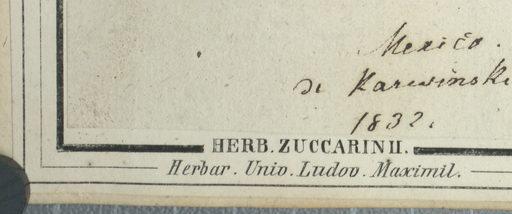 Mexico.
de Karwinski
1832.
HERB. ZUCCARINII.
Herbar. Univ. Ludov. Maximil.